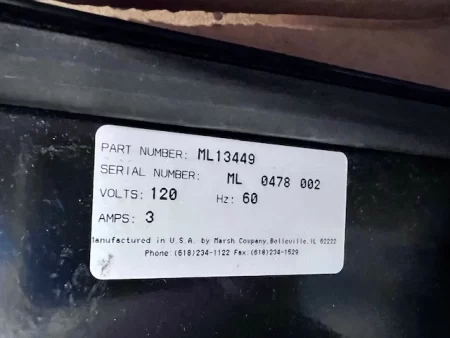 PART NUMBER: ML13449
SERIAL NUMBER: ML 0478 002
VOLTS: 120 Hz: 60
AMPS: 3
anufactured in U.S.A. by Marsh Company, Belleville, IL 62222
Phone (618)234-1122 Fax:(618)234-1529